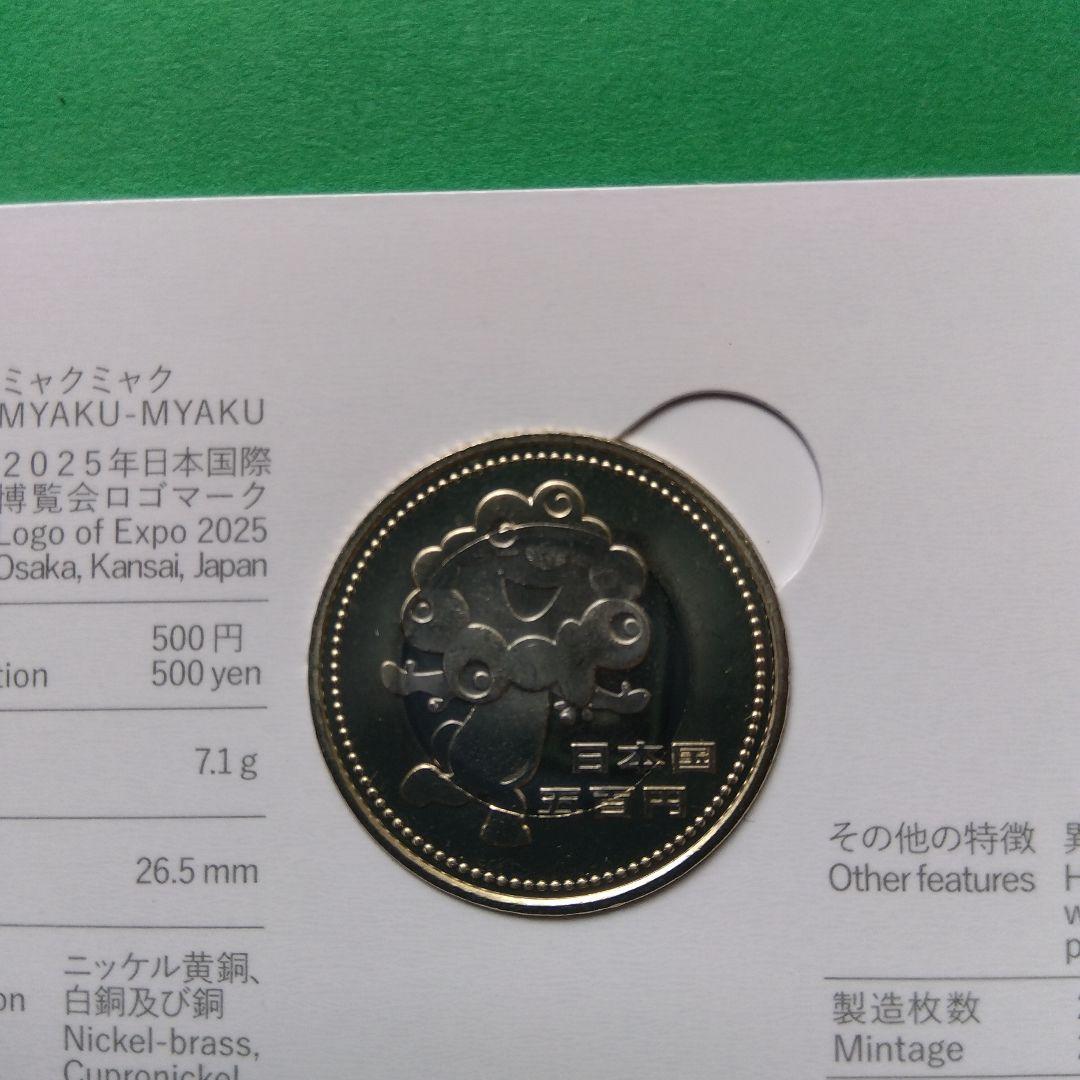 ミャクミャク
MYAKU-MYAKU
2025年日本国際
博覧会ロゴマーク
Logo of Expo 2025
Osaka, Kansai, Japan
500円
500 yen
7.1 g
26.5 mm
ニッケル黄銅、
白銅及び銅
Nickel-brass,
Cupronickel
日本国
五百円
その他の特徴
Other features
製造枚数
Mintage